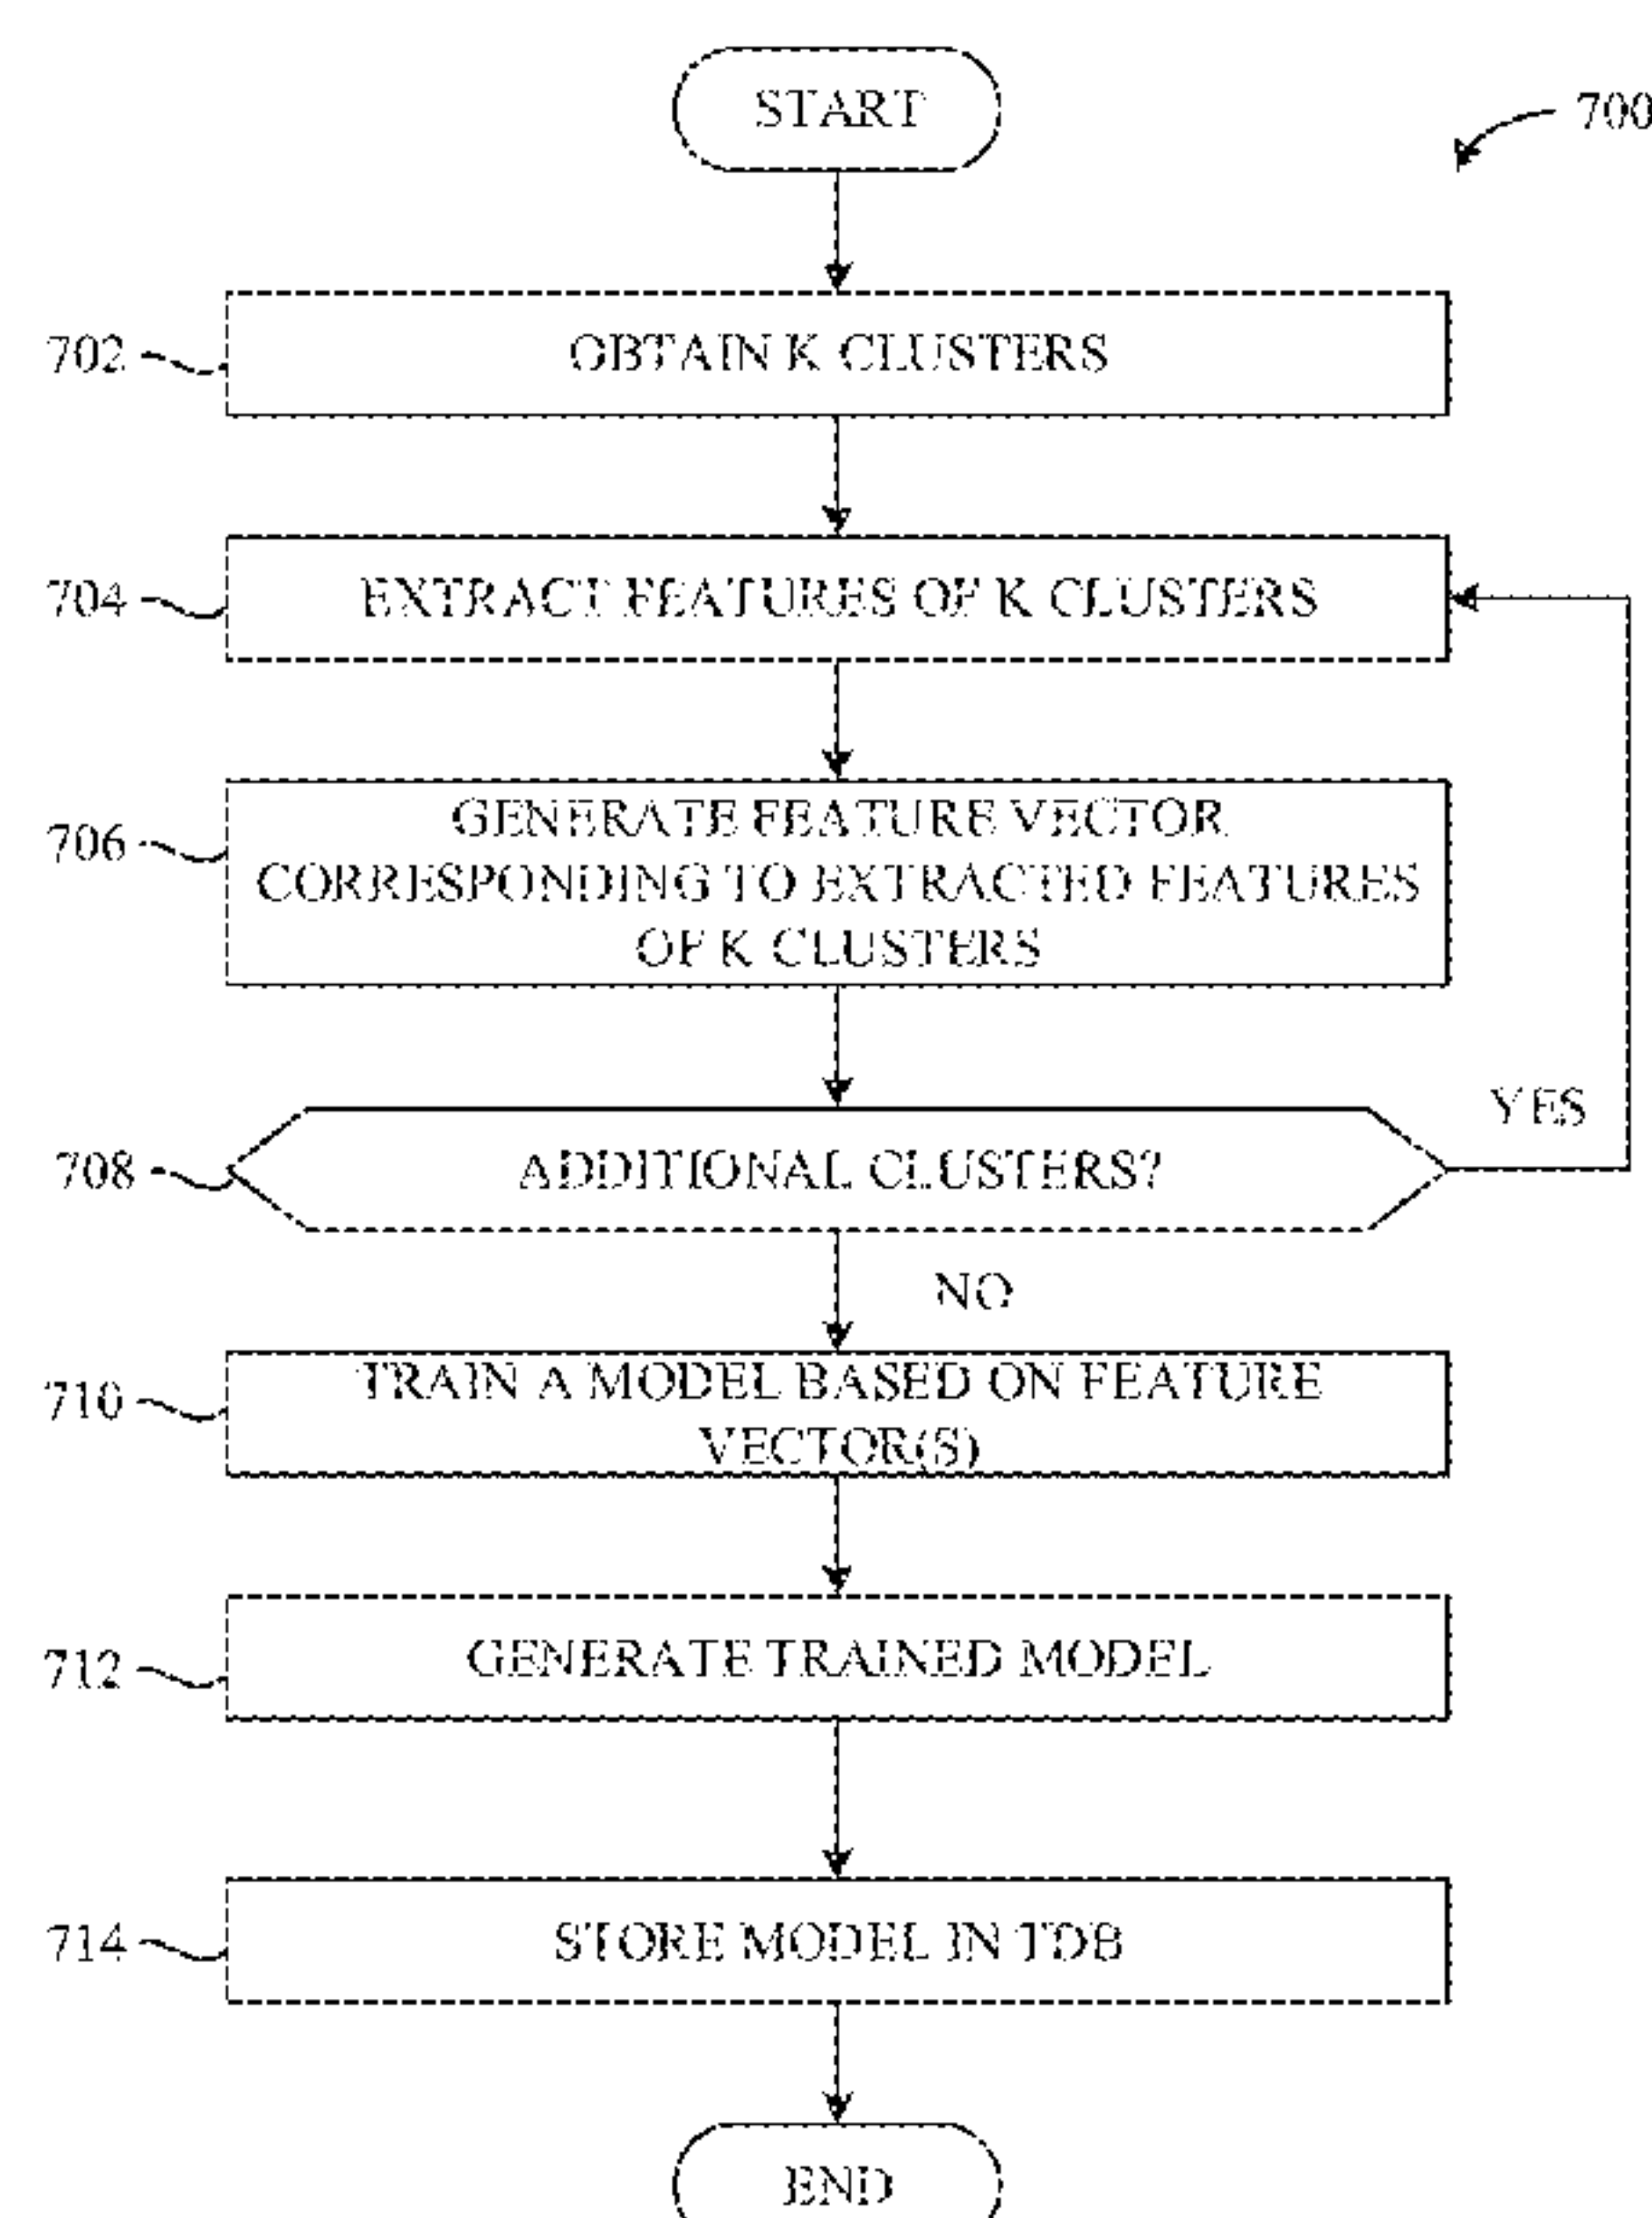 START
700
702
OBTAIN K CLUSTERS
704
EXTRACT FEATURES OF K CLUSTERS
706
GENERATE FEATURE VECTOR
CORRESPONDING TO EXTRACTED FEATURES
OF K CLUSTERS
708
ADDITIONAL CLUSTERS?
YES
NO
710
TRAIN A MODEL BASED ON FEATURE
VECTOR(S)
712
GENERATE TRAINED MODEL
714
STORE MODEL IN TDB
END